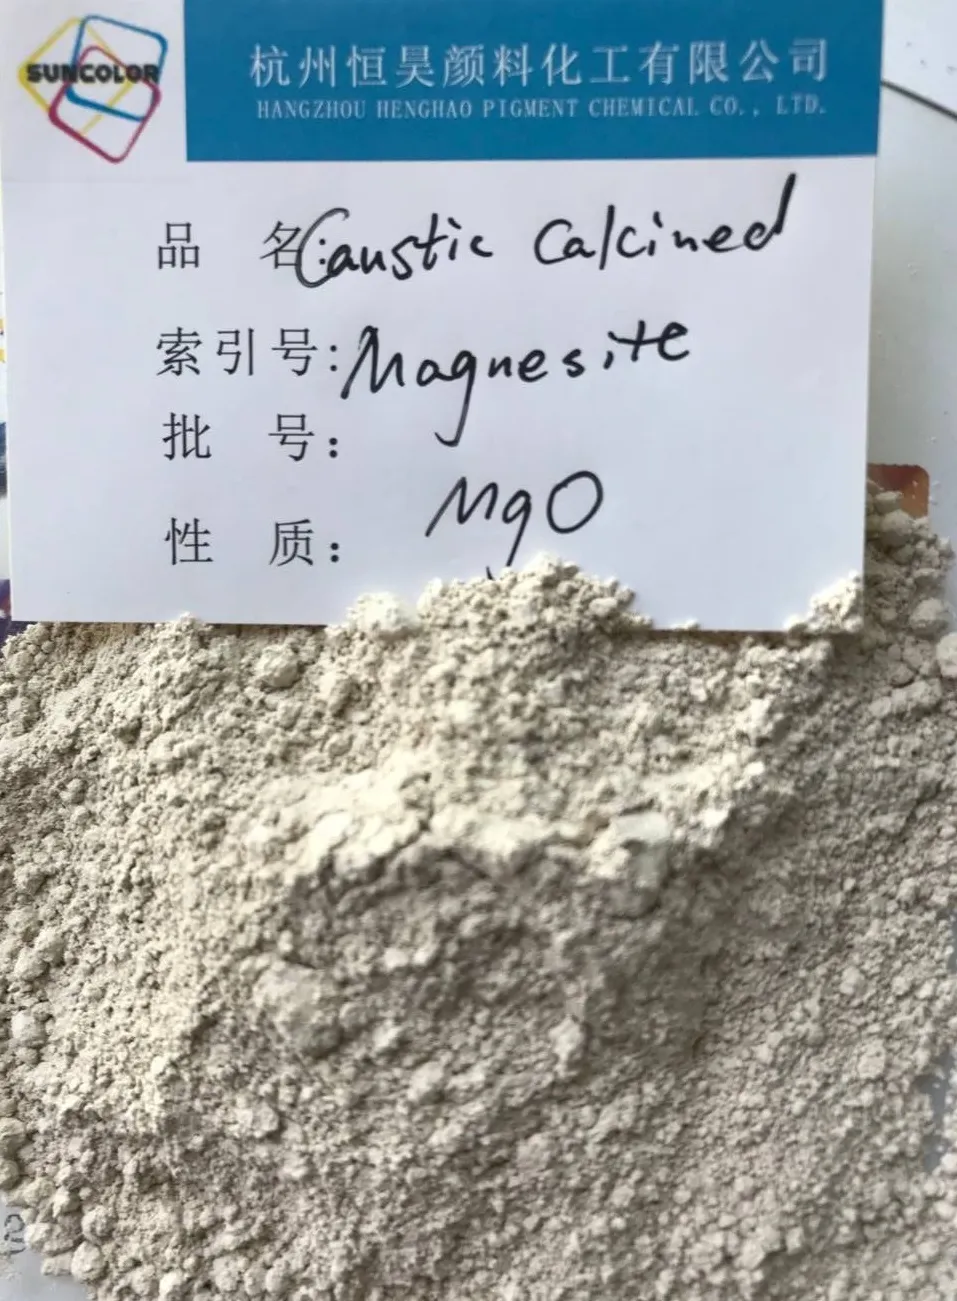 SUNCOLOR
杭州恒昊颜料化工有限公司
HANGZHOU HENGHAO PIGMENT CHEMICAL CO., LTD.
品 名:Caustic Calcined
索引号:Magnesite
批 号:
MgO
性 质: